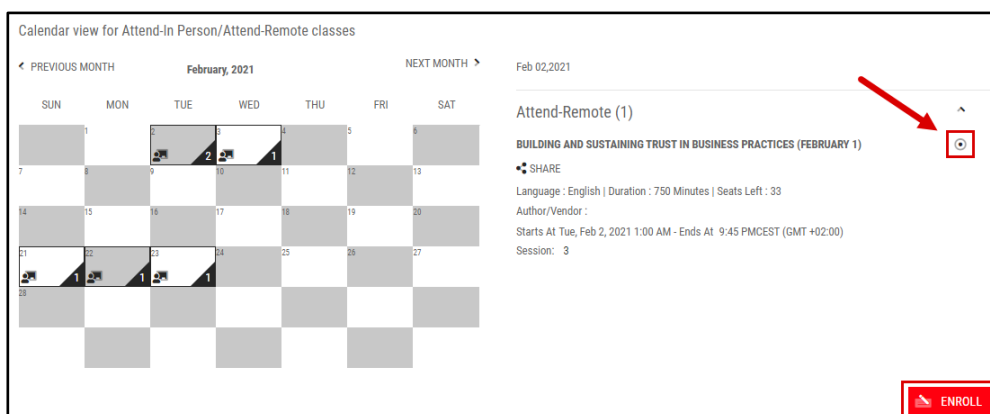 Calendar view for Attend-In Person/Attend-Remote classes
PREVIOUS MONTH February, 2021 NEXT MONTH
SUN MON TUE WED THU FRI SAT
1 2 3 4 5 6
2 1
7 8 9 10 11 12 13
14 15 16 17 18 19 20
21 22 23 24 25 26 27
1 1 1
28
Feb 02,2021
Attend-Remote (1)
BUILDING AND SUSTAINING TRUST IN BUSINESS PRACTICES (FEBRUARY 1)
SHARE
Language : English | Duration : 750 Minutes | Seats Left : 33
Author/Vendor :
Starts At Tue, Feb 2, 2021 1:00 AM - Ends At 9:45 PMCEST (GMT +02:00)
Session: 3
ENROLL